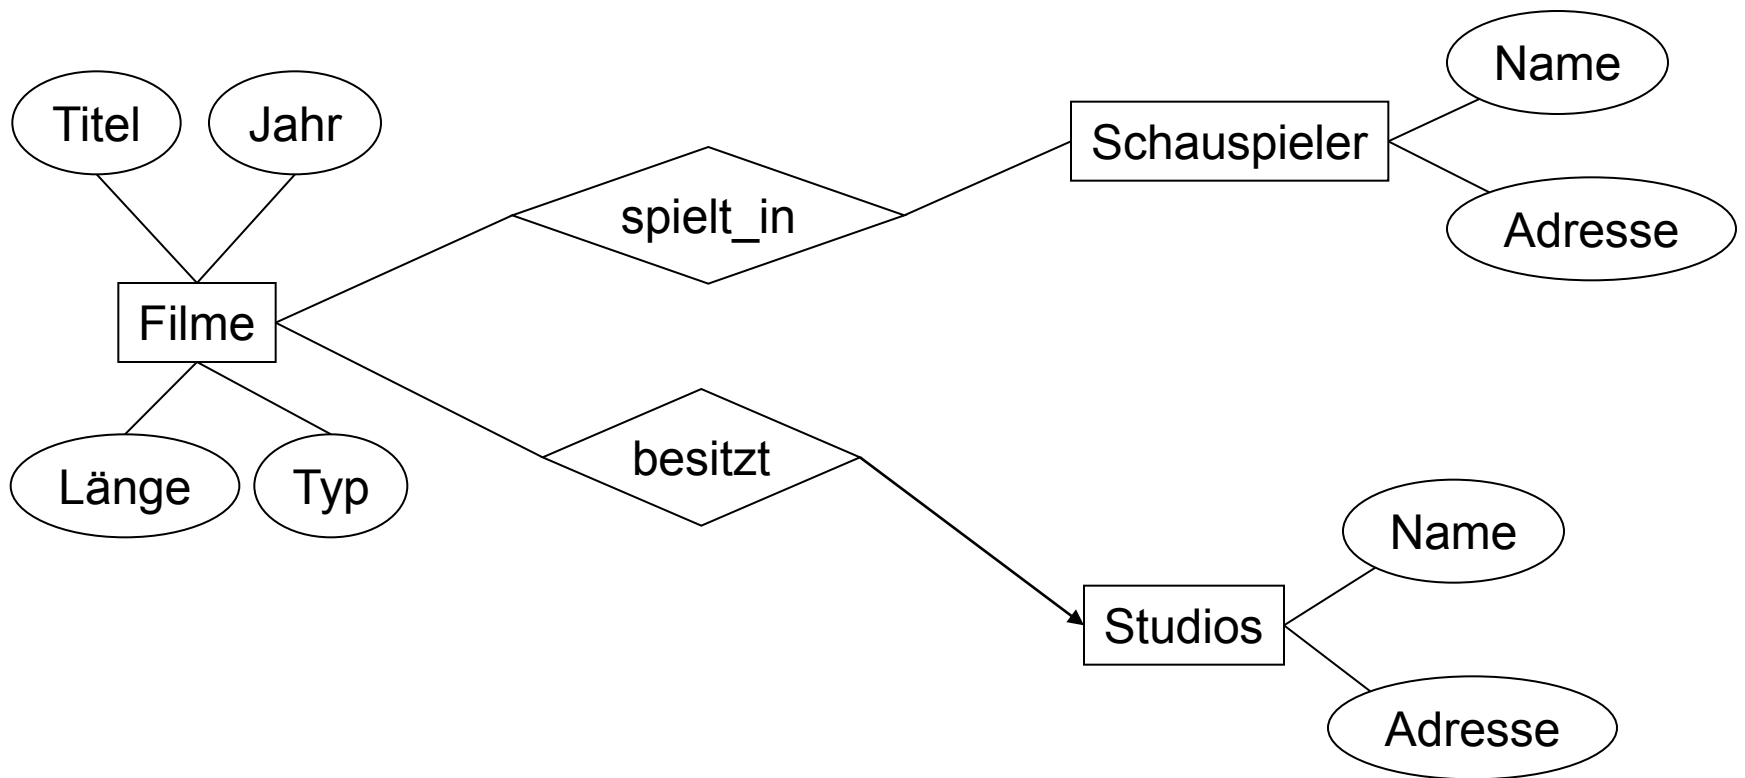 Titel
Jahr
Name
Schauspieler
Adresse
spielt_in
Filme
besitzt
Länge
Typ
Name
Studios
Adresse